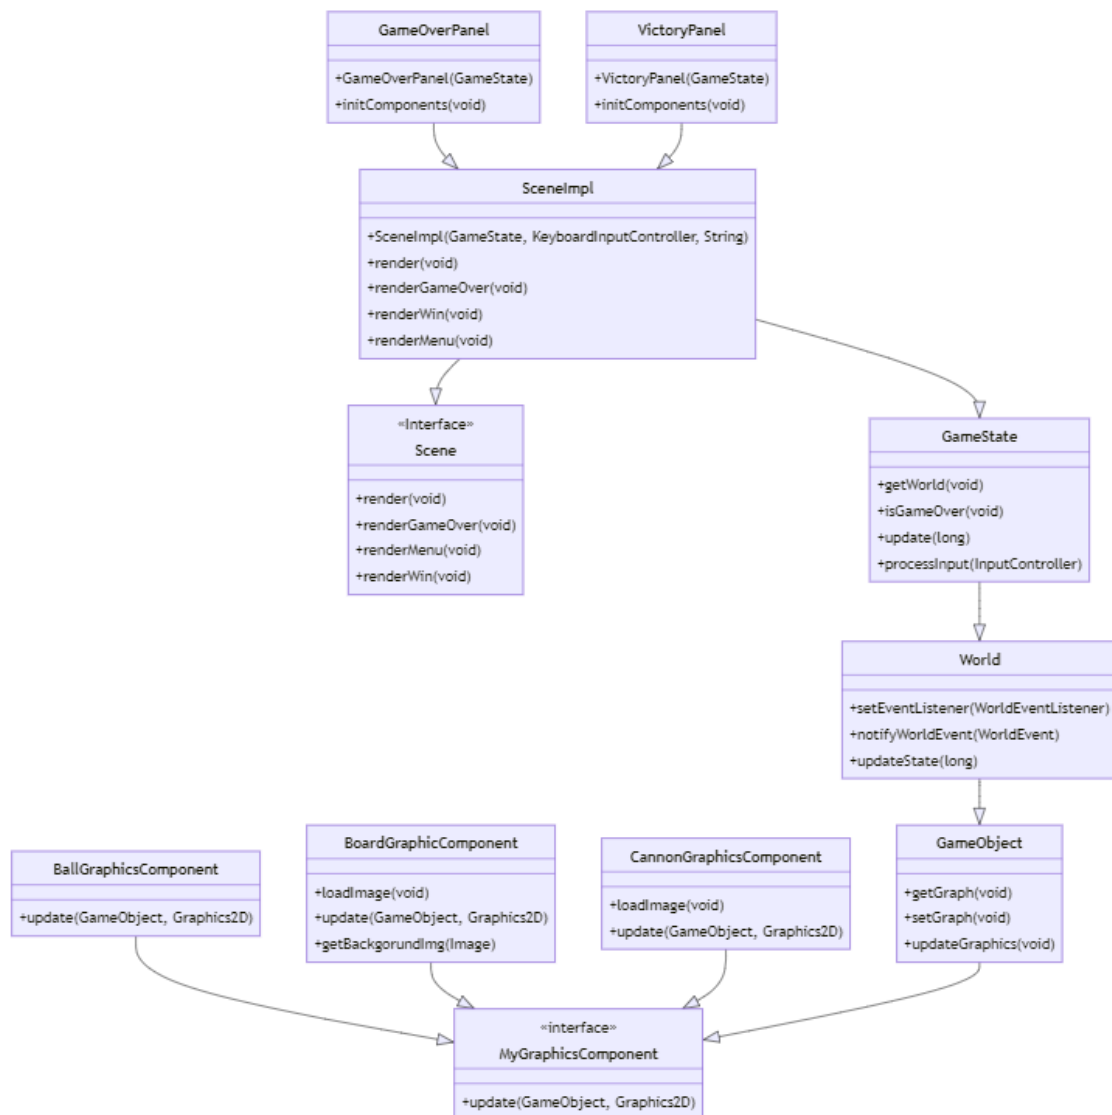 GameOverPanel
+GameOverPanel(GameState)
+initComponents(void)
VictoryPanel
+VictoryPanel(GameState)
+initComponents(void)
SceneImpl
+SceneImpl(GameState, KeyboardInputController, String)
+render(void)
+renderGameOver(void)
+renderWin(void)
+renderMenu(void)
«Interface»
Scene
+render(void)
+renderGameOver(void)
+renderMenu(void)
+renderWin(void)
GameState
+getWorld(void)
+isGameOver(void)
+update(long)
+processInput(InputController)
World
+setEventListener(WorldEventListener)
+notifyWorldEvent(WorldEvent)
+updateState(long)
BallGraphicsComponent
+update(GameObject, Graphics2D)
BoardGraphicComponent
+loadImage(void)
+update(GameObject, Graphics2D)
+getBackgorundImg(Image)
CannonGraphicsComponent
+loadImage(void)
+update(GameObject, Graphics2D)
GameObject
+getGraph(void)
+setGraph(void)
+updateGraphics(void)
«interface»
MyGraphicsComponent
+update(GameObject, Graphics2D)